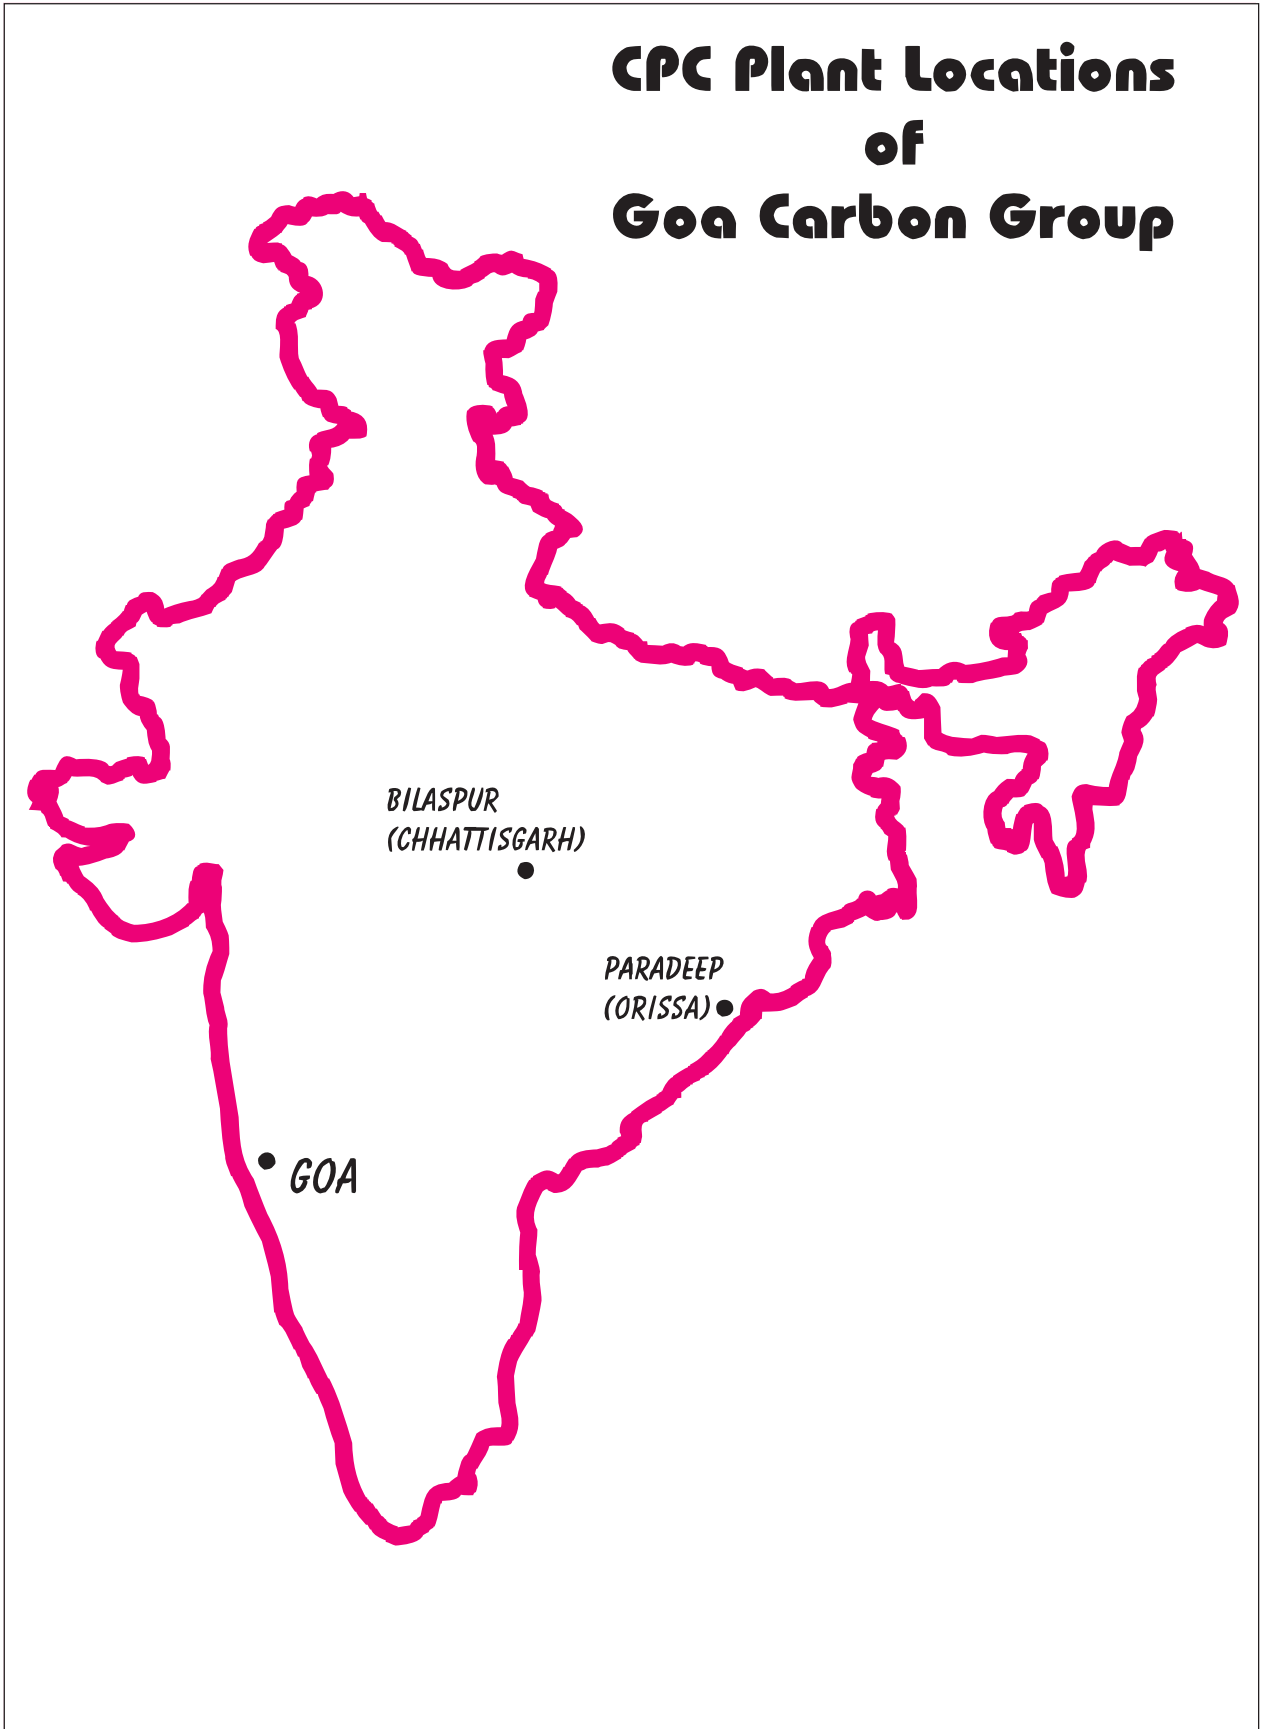 CPC Plant Locations
of
Goa Carbon Group
BILASPUR
(CHHATTISGARH)
PARADEEP
(ORISSA)
GOA